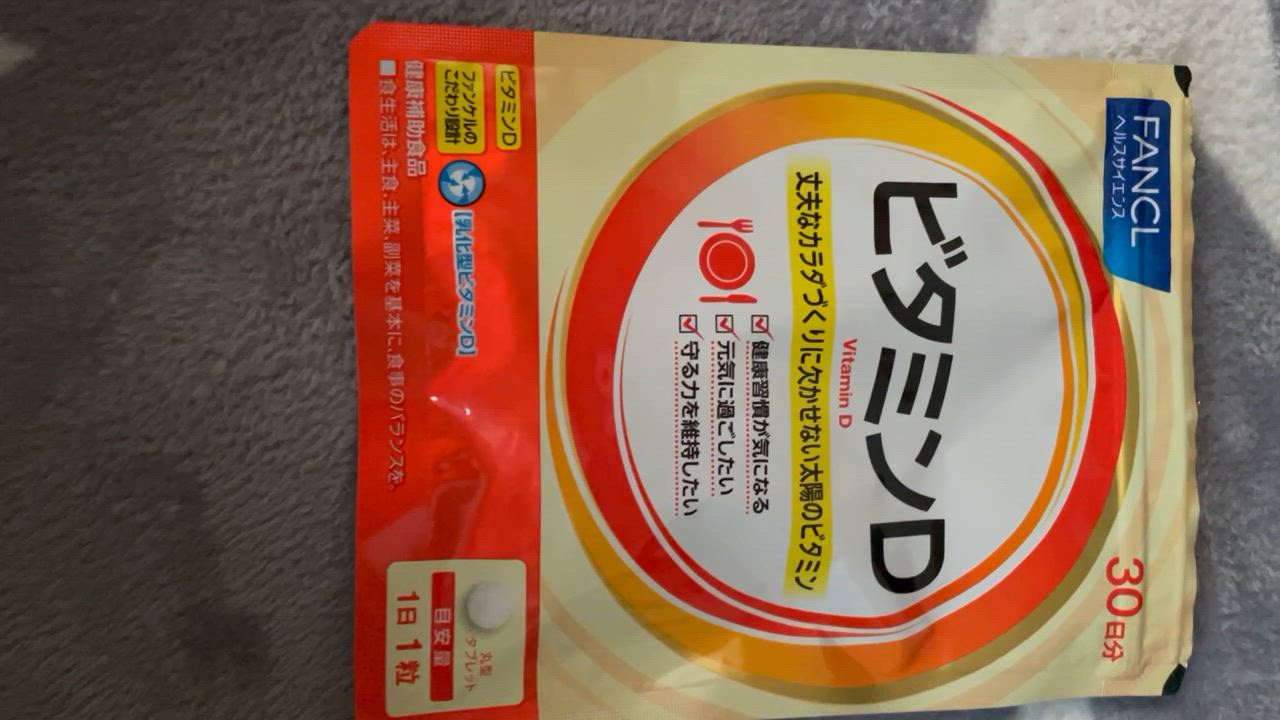 FANCL
ヘルスサイエンス
30日分
ビタミンD
Vitamin D
丈夫なカラダづくりに欠かせない太陽のビタミン
健康習慣が気になる
元気に過ごしたい
守る力を維持したい
ビタミンD
ファンケルの
こだわり設計
【乳化型ビタミンD】
健康補助食品
■食生活は、主食、主菜、副菜を基本に、食事のバランスを。
丸型
タブレット
目安量
1日1粒